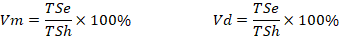 Vm = TSe/TSh × 100%    Vd = TSe/TSh × 100%